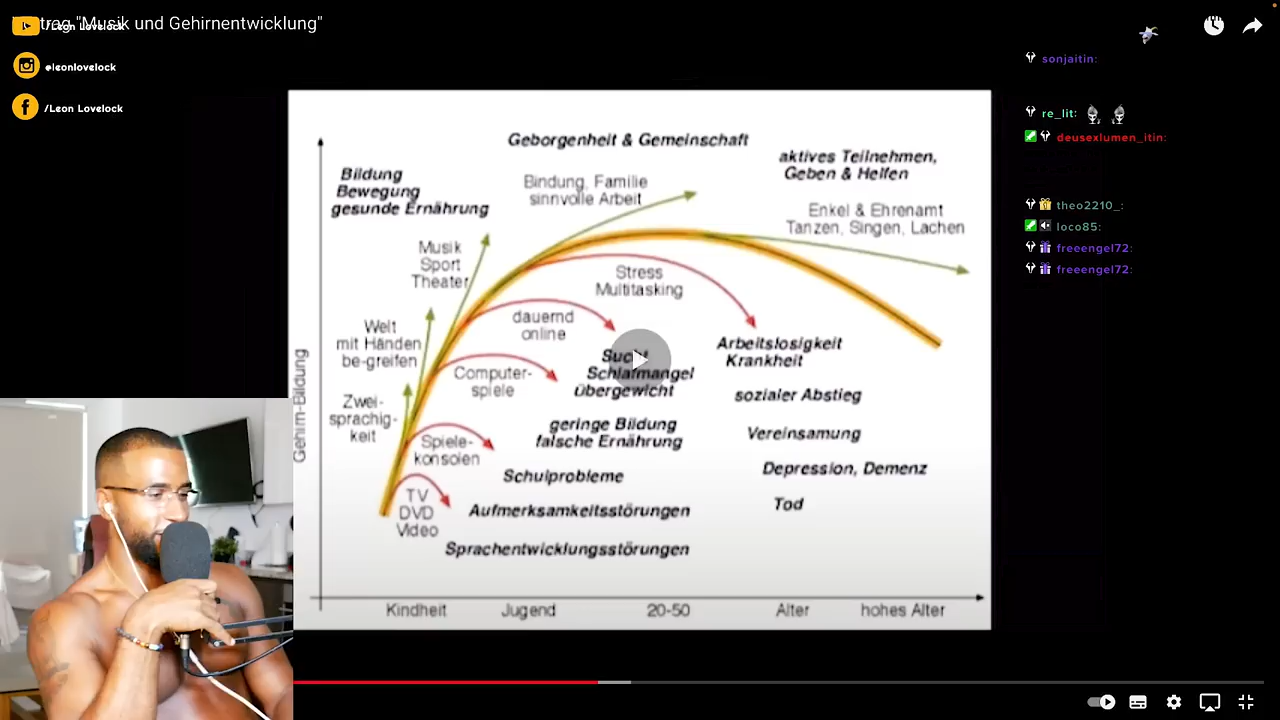 trag "Musik und Gehirnentwicklung"
/Leon Lovelock
@leonlovelock
/Leon Lovelock
sonjaitin:
re_lit:
deusexlumen_itin:
theo2210_:
loco85:
freeengel72:
freeengel72:
Geborgenheit & Gemeinschaft
aktives Teilnehmen,
Geben & Helfen
Bildung
Bewegung
gesunde Ernährung
Bindung, Familie
sinnvolle Arbeit
Enkel & Ehrenamt
Tanzen, Singen, Lachen
Musik
Sport
Theater
Stress
Multitasking
Welt
mit Händen
be-greifen
dauernd
online
Arbeitslosigkeit
Krankheit
Schlafmangel
Übergewicht
Computer-
spiele
sozialer Abstieg
Zwei-
sprachig-
keit
geringe Bildung
falsche Ernährung
Vereinsamung
Spiele-
konsolen
Schulprobleme
Depression, Demenz
TV
DVD
Video
Aufmerksamkeitsstörungen
Tod
Sprachentwicklungsstörungen
Gehirn-Bildung
Kindheit
Jugend
20-50
Alter
hohes Alter